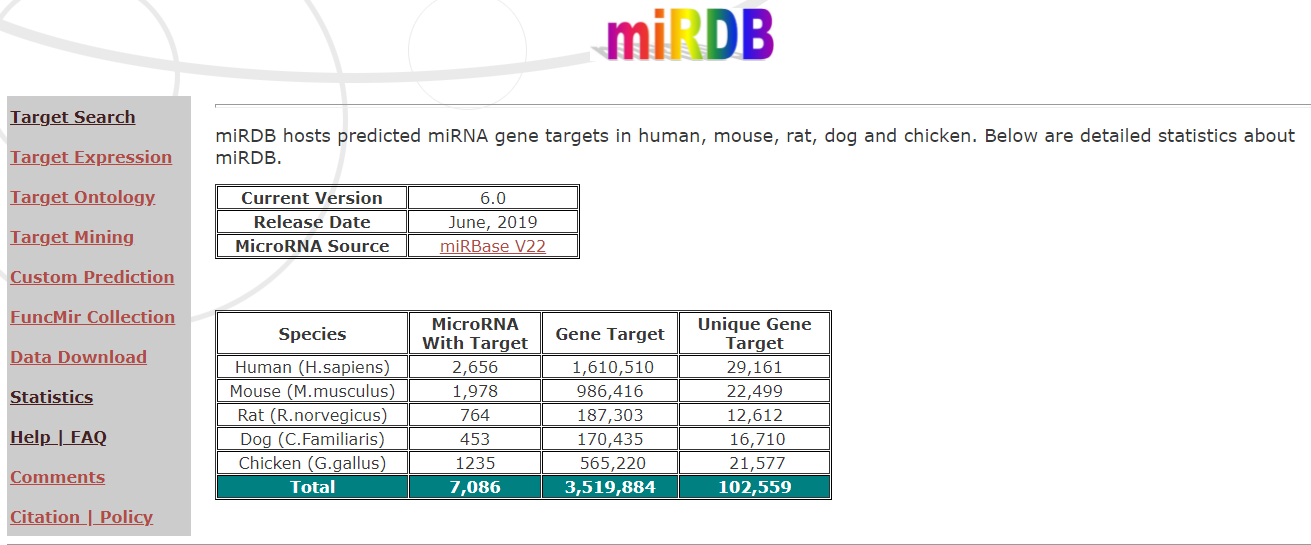 miRDB
Target Search
Target Expression
Target Ontology
Target Mining
Custom Prediction
FuncMir Collection
Data Download
Statistics
Help | FAQ
Comments
Citation | Policy
miRDB hosts predicted miRNA gene targets in human, mouse, rat, dog and chicken. Below are detailed statistics about
miRDB.
Current Version 6.0
Release Date June, 2019
MicroRNA Source miRBase V22
Species MicroRNA With Target Gene Target Unique Gene Target
Human (H.sapiens) 2,656 1,610,510 29,161
Mouse (M.musculus) 1,978 986,416 22,499
Rat (R.norvegicus) 764 187,303 12,612
Dog (C.Familiaris) 453 170,435 16,710
Chicken (G.gallus) 1235 565,220 21,577
Total 7,086 3,519,884 102,559